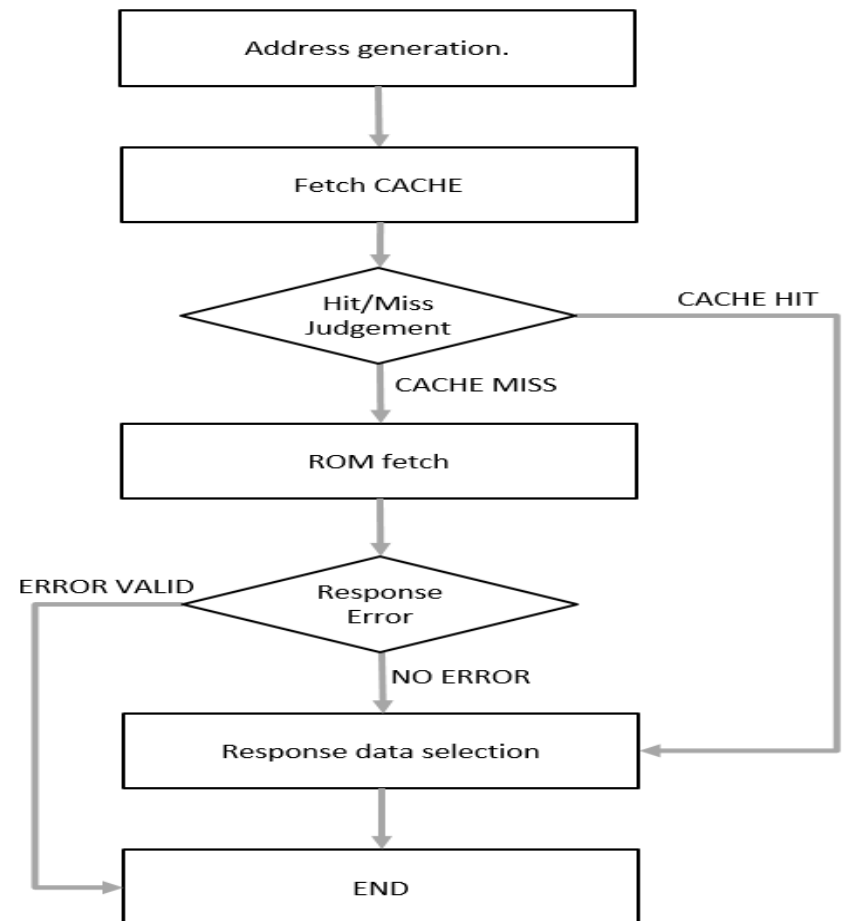 Address generation.
Fetch CACHE
Hit/Miss
Judgement
CACHE HIT
CACHE MISS
ROM fetch
ERROR VALID
Response
Error
NO ERROR
Response data selection
END